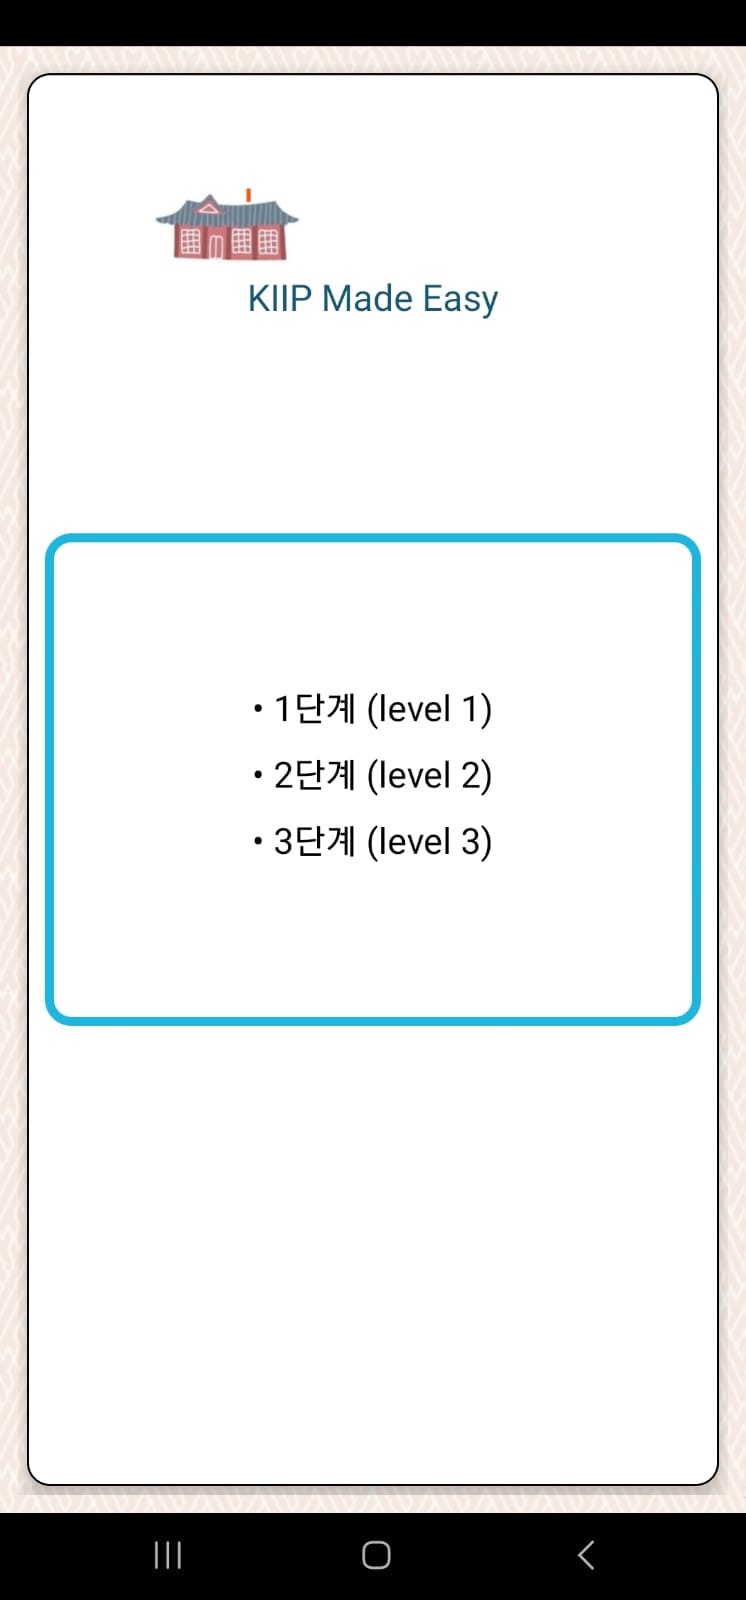 KIIP Made Easy
• 1단계 (level 1)
• 2단계 (level 2)
• 3단계 (level 3)